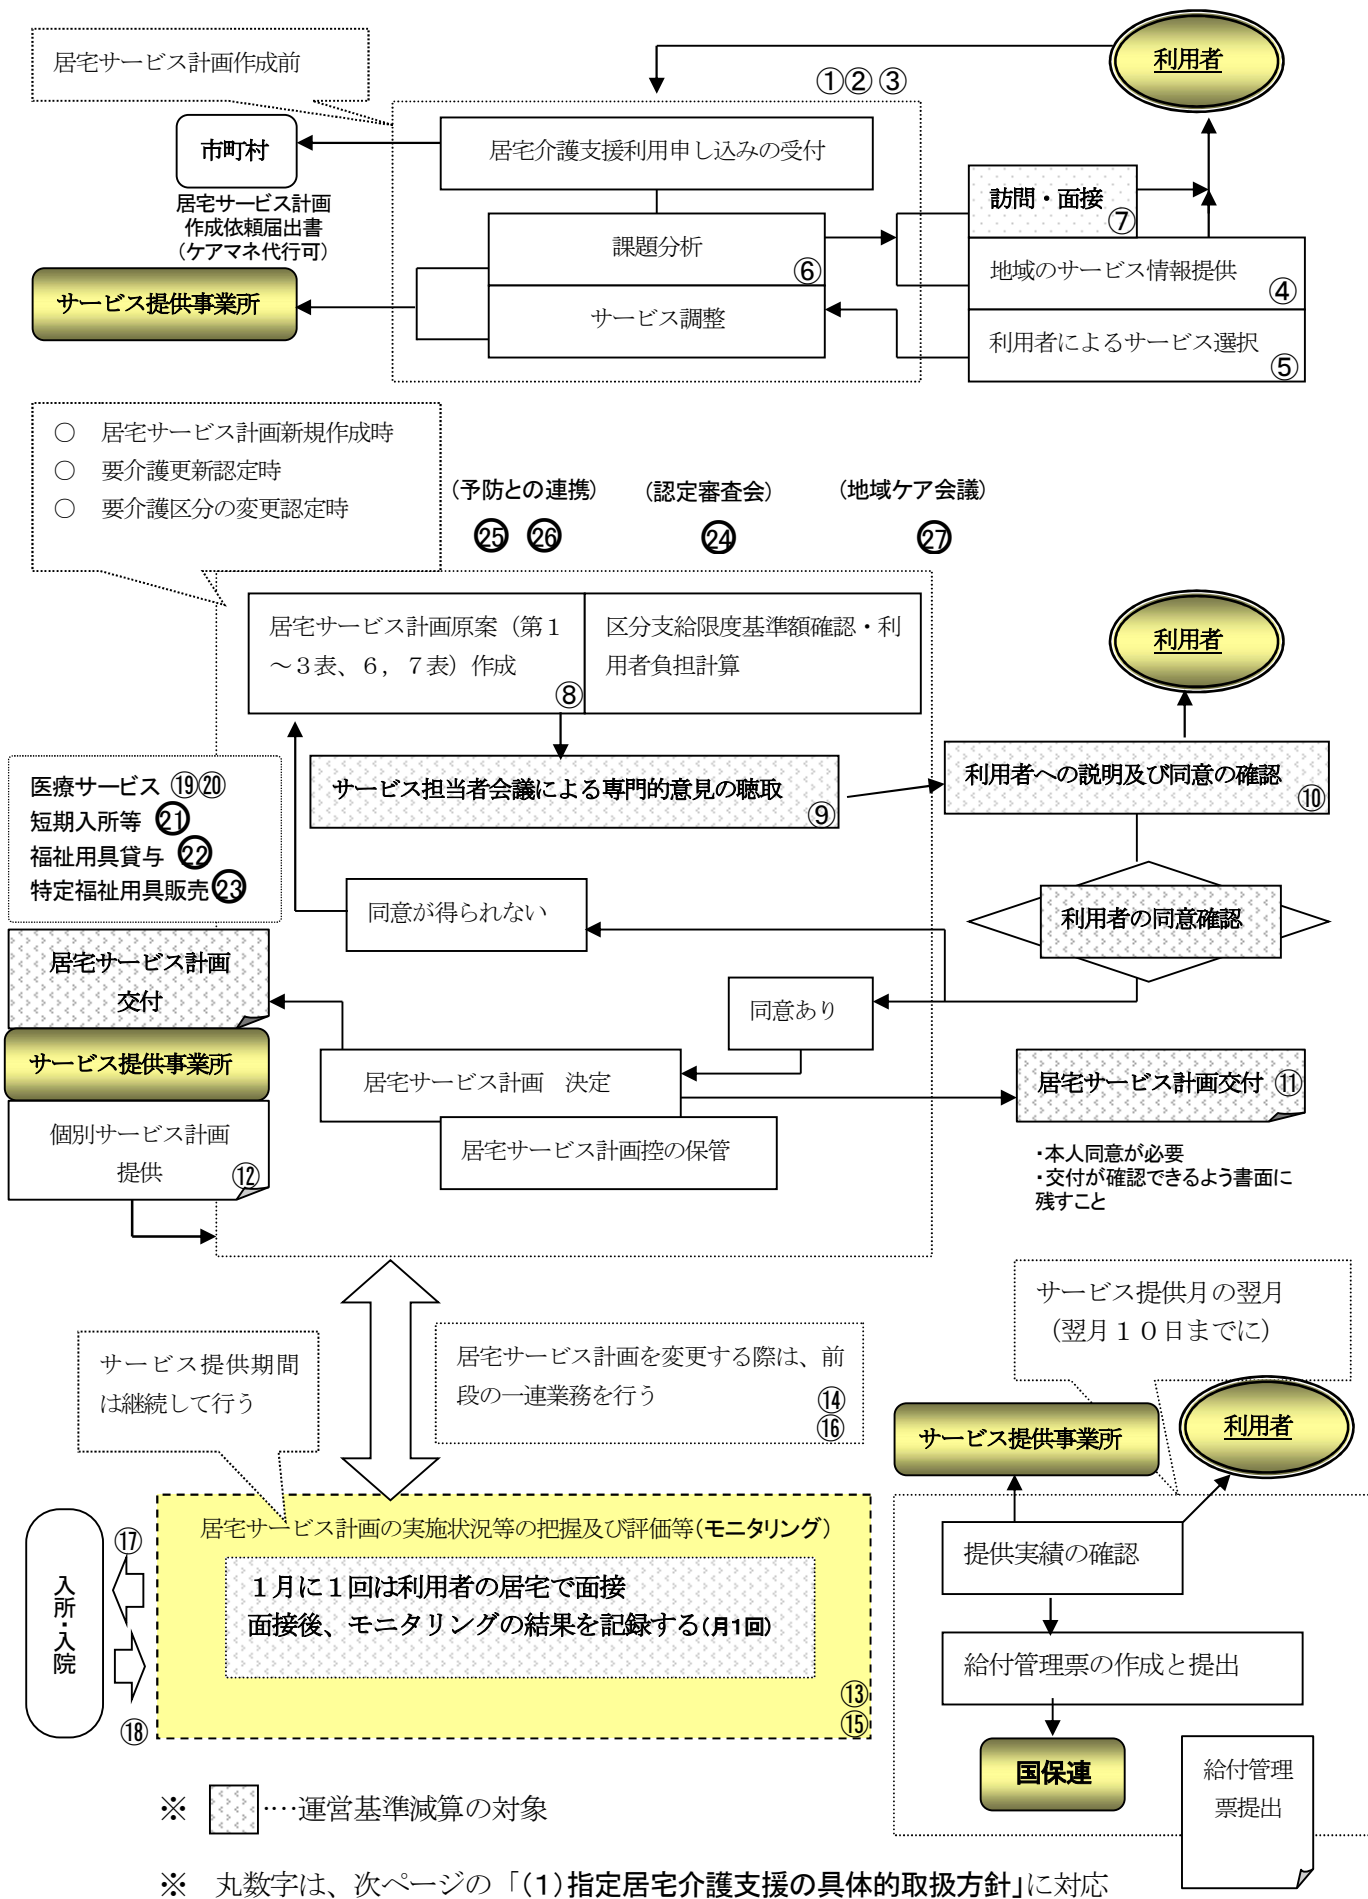 居宅サービス計画作成前
利用者
①② ③
市町村
居宅介護支援利用申し込みの受付
居宅サービス計画
作成依頼届出書
（ケアマネ代行可）
訪問・面接
⑦
課題分析
⑥
地域のサービス情報提供
④
サービス提供事業所
サービス調整
利用者によるサービス選択
⑤
○　居宅サービス計画新規作成時
○　要介護更新認定時
○　要介護区分の変更認定時
（予防との連携）
（認定審査会）
（地域ケア会議）
㉕ ㉖
㉔
㉗
居宅サービス計画原案（第１
～３表、６，７表）作成
⑧
区分支給限度基準額確認・利
用者負担計算
利用者
医療サービス ⑲⑳
短期入所等 ㉑
福祉用具貸与 ㉒
特定福祉用具販売㉓
サービス担当者会議による専門的意見の聴取
⑨
利用者への説明及び同意の確認
⑩
同意が得られない
利用者の同意確認
居宅サービス計画
交付
同意あり
サービス提供事業所
居宅サービス計画　決定
居宅サービス計画交付 ⑪
個別サービス計画
提供
⑫
居宅サービス計画控の保管
・本人同意が必要
・交付が確認できるよう書面に
残すこと
サービス提供月の翌月
（翌月１０日までに）
サービス提供期間
は継続して行う
居宅サービス計画を変更する際は、前
段の一連業務を行う
⑭
⑯
サービス提供事業所
利用者
居宅サービス計画の実施状況等の把握及び評価等（モニタリング）
１月に１回は利用者の居宅で面接
面接後、モニタリングの結果を記録する（月1回）
⑬
⑮
⑰
入所・入院
⑱
提供実績の確認
給付管理票の作成と提出
国保連
給付管理
票提出
※　 ‥‥運営基準減算の対象
※　丸数字は、次ページの「（１）指定居宅介護支援の具体的取扱方針」に対応